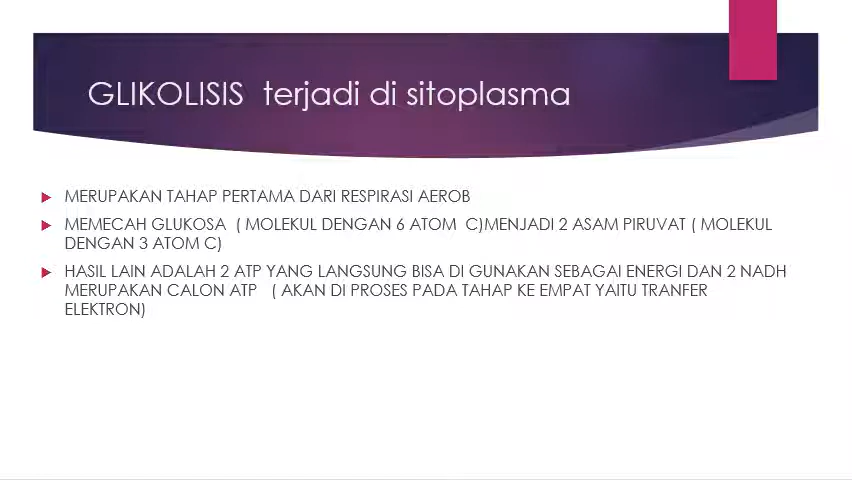 GLIKOLISIS  terjadi di sitoplasma
MERUPAKAN TAHAP PERTAMA DARI RESPIRASI AEROB
MEMECAH GLUKOSA  ( MOLEKUL DENGAN 6 ATOM  C)MENJADI 2 ASAM PIRUVAT ( MOLEKUL
DENGAN 3 ATOM C)
HASIL LAIN ADALAH 2 ATP YANG LANGSUNG BISA DI GUNAKAN SEBAGAI ENERGI DAN 2 NADH
MERUPAKAN CALON ATP   ( AKAN DI PROSES PADA TAHAP KE EMPAT YAITU TRANFER
ELEKTRON)